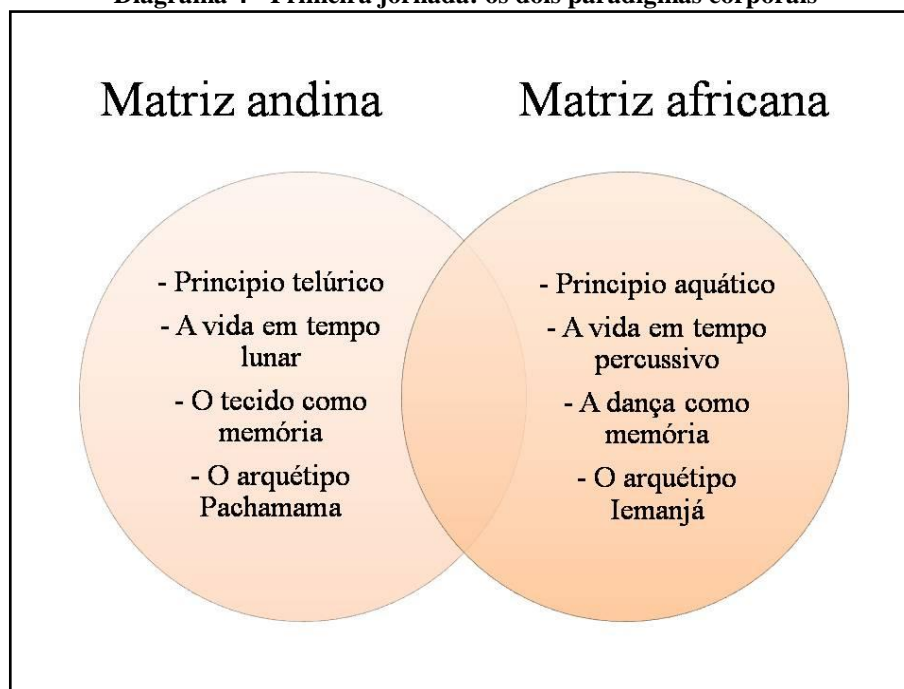 Diagrama 4 - Primeira jornada: os dois paradigmas corporais
Matriz andina
Matriz africana
- Principio telúrico
- A vida em tempo
lunar
- O tecido como
memória
- O arquétipo
Pachamama
- Principio aquático
- A vida em tempo
percussivo
- A dança como
memória
- O arquétipo
Iemanjá